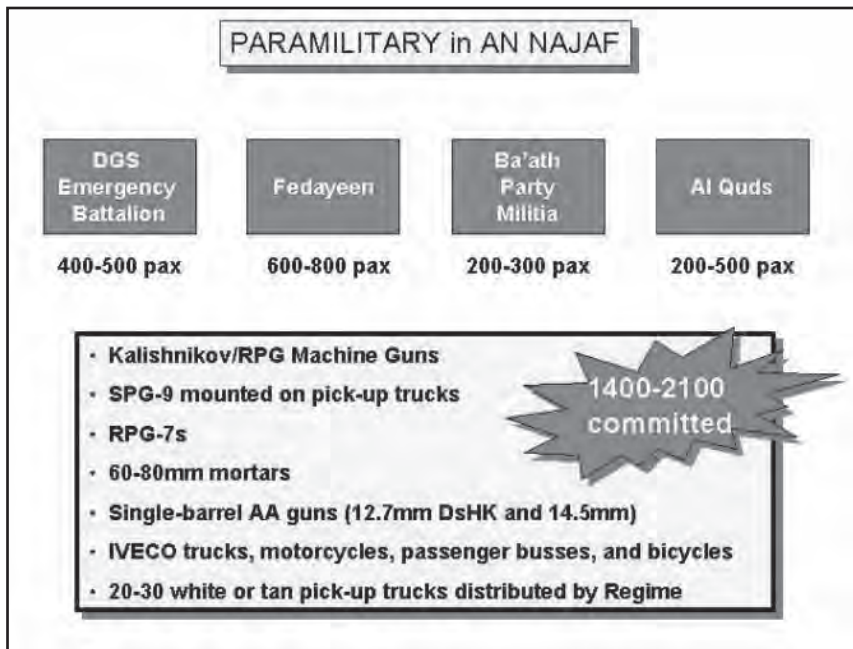 PARAMILITARY in AN NAJAF
DGS
Emergency
Battalion
400-500 pax
Fedayeen
600-800 pax
Ba'ath
Party
Militia
200-300 pax
Al Quds
200-500 pax
· Kalishnikov/RPG Machine Guns
· SPG-9 mounted on pick-up trucks
· RPG-7s
· 60-80mm mortars
· Single-barrel AA guns (12.7mm DsHK and 14.5mm)
· IVECO trucks, motorcycles, passenger busses, and bicycles
· 20-30 white or tan pick-up trucks distributed by Regime
1400-2100
committed